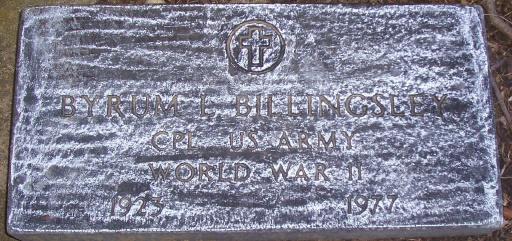 BYRUM L BILLINGSLEY
CPL US ARMY
WORLD WAR II
1923 1977